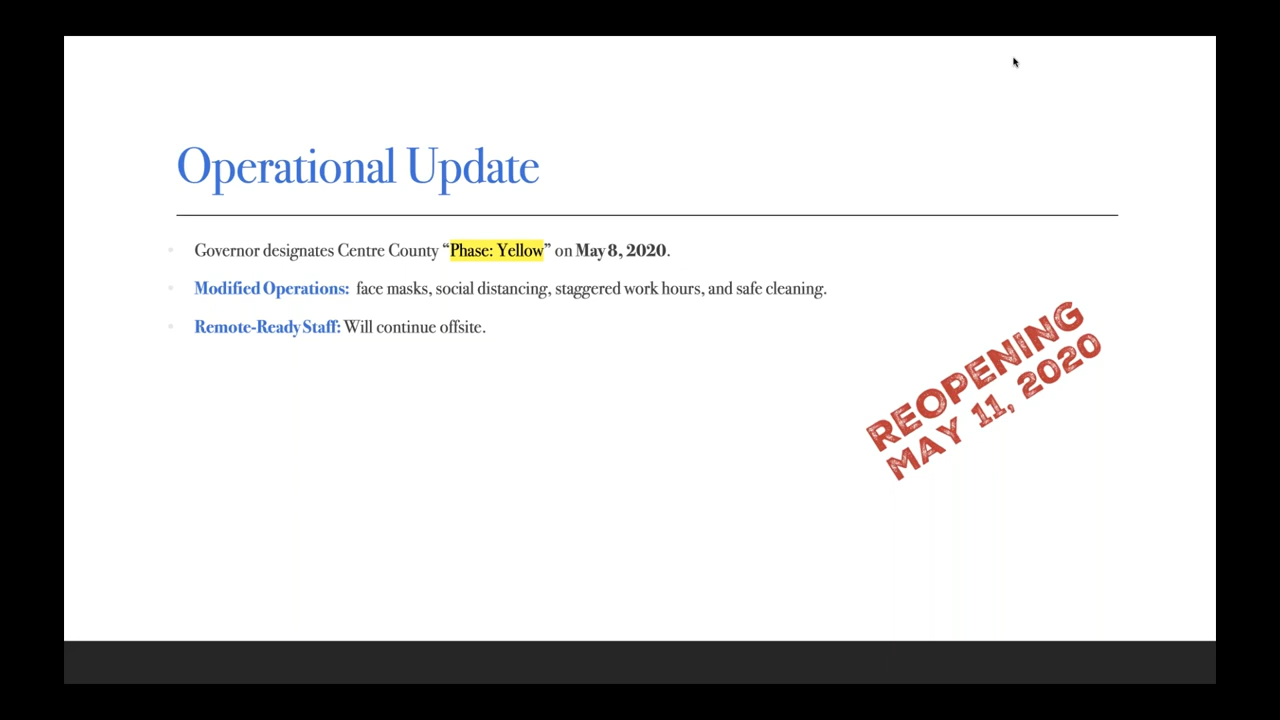 Operational Update
Governor designates Centre County “Phase: Yellow” on May 8, 2020.
Modified Operations: face masks, social distancing, staggered work hours, and safe cleaning.
Remote-Ready Staff: Will continue offsite.
REOPENING
MAY 11, 2020